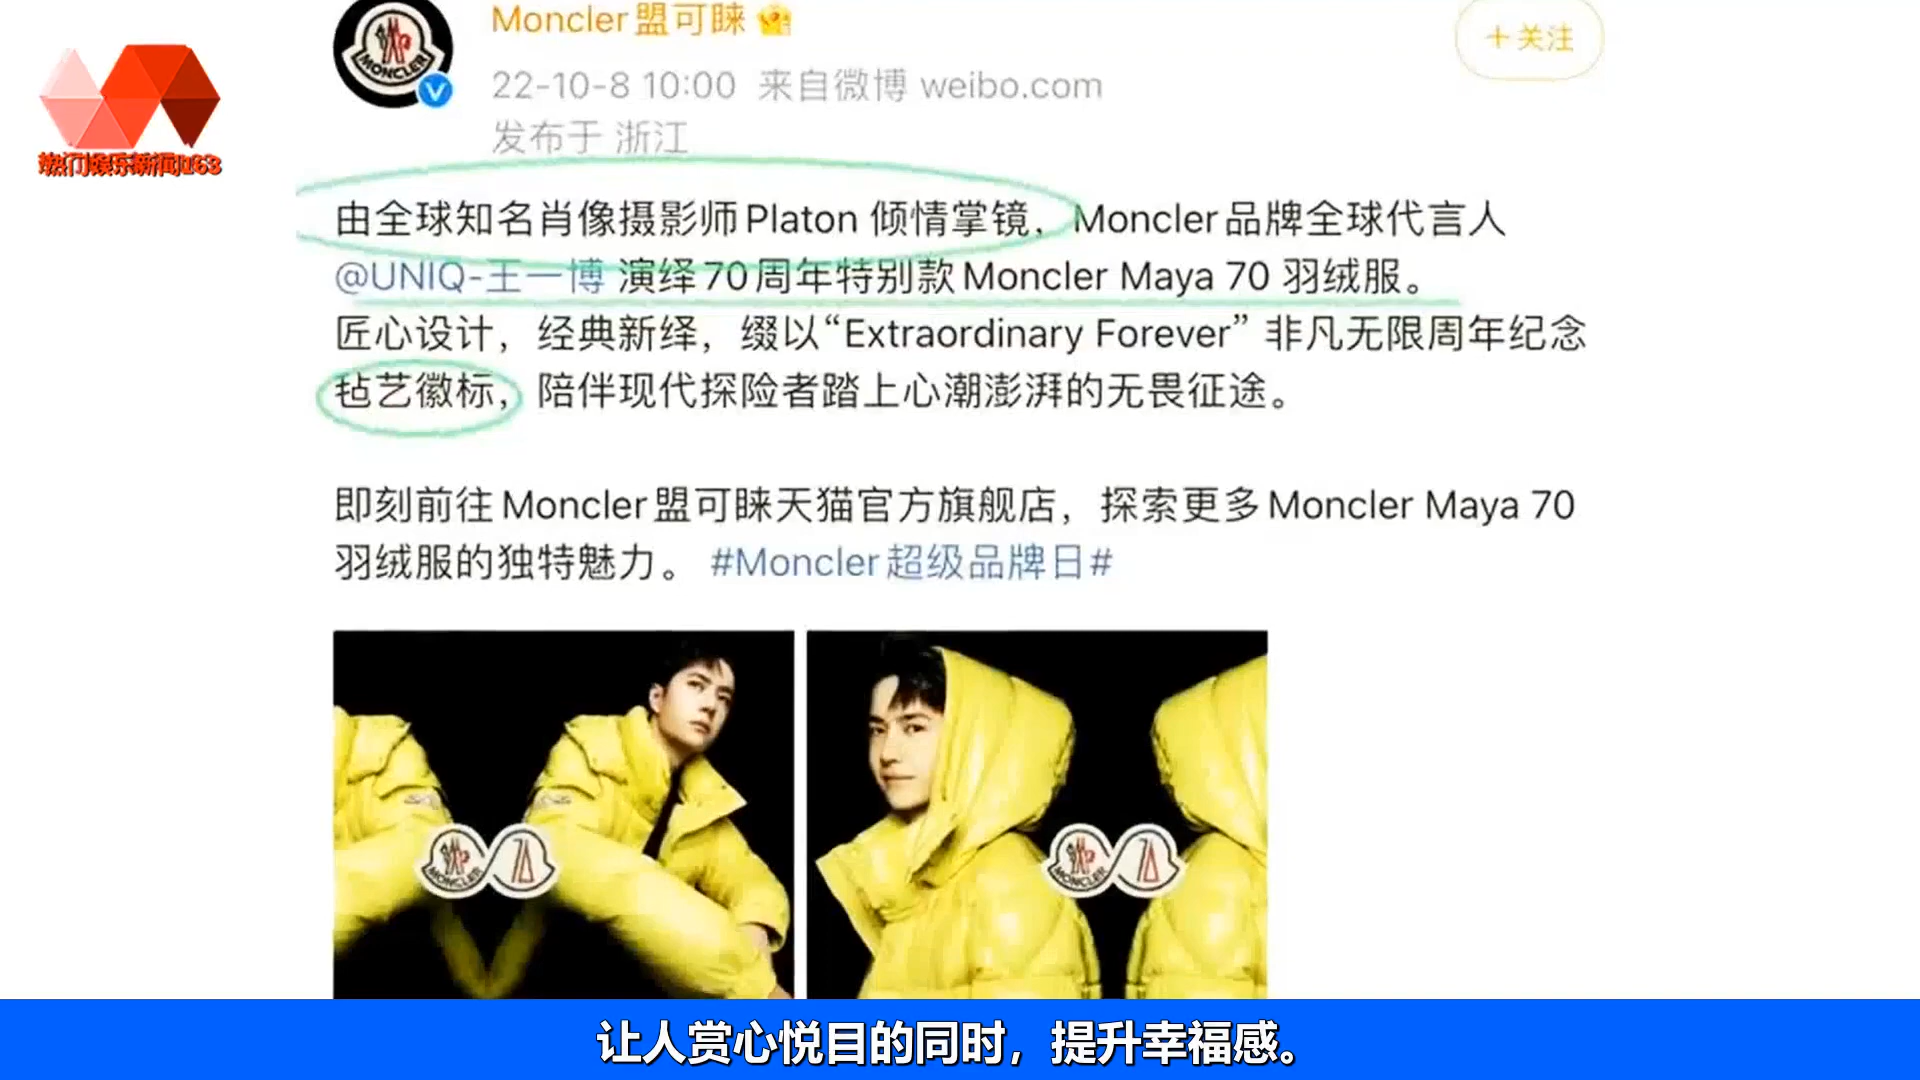 Moncler盟可睐
22-10-8 10:00 来自微博 weibo.com
发布于 浙江
+关注
热门娱乐新闻163
由全球知名肖像摄影师Platon 倾情掌镜，Moncler品牌全球代言人
@UNIQ-王一博 演绎70周年特别款Moncler Maya 70 羽绒服。
匠心设计，经典新绎，缀以“Extraordinary Forever” 非凡无限周年纪念
毡艺徽标，陪伴现代探险者踏上心潮澎湃的无畏征途。
即刻前往Moncler盟可睐天猫官方旗舰店，探索更多Moncler Maya 70
羽绒服的独特魅力。 #Moncler超级品牌日#
MONCLER 70
MONCLER 70
让人赏心悦目的同时，提升幸福感。